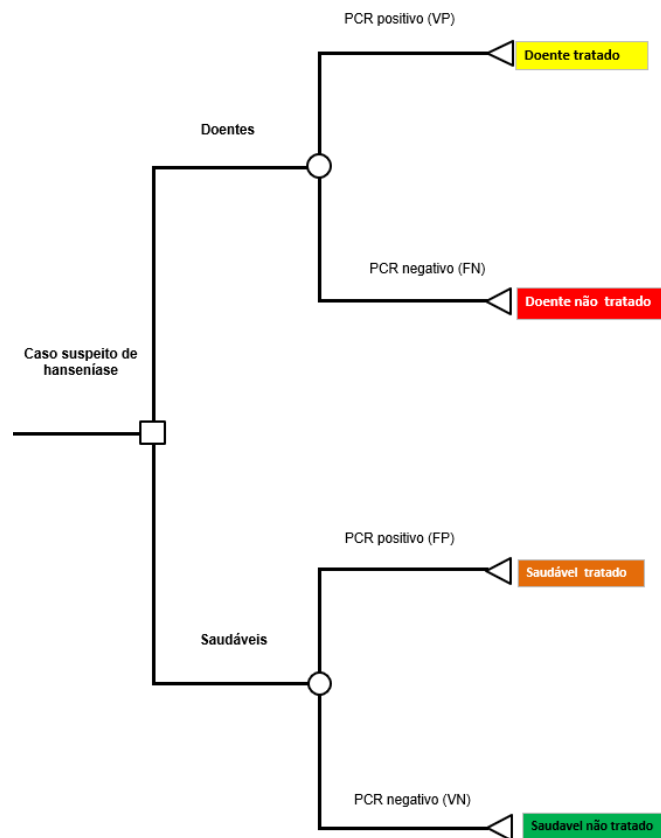 PCR positivo (VP)
Doente tratado
Doentes
PCR negativo (FN)
Doente não tratado
Caso suspeito de
hanseníase
PCR positivo (FP)
Saudável tratado
Saudáveis
PCR negativo (VN)
Saudavel não tratado